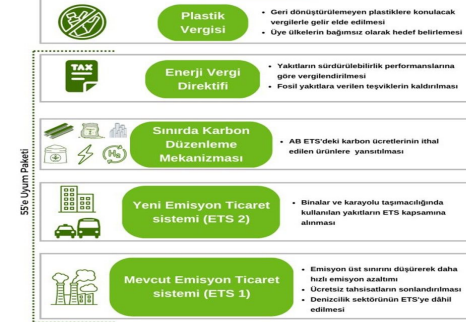 Plastik
Vergisi
• Geri dönüştürülemeyen plastiklere konulacak
vergilerle gelir elde edilmesi
• Üye ülkelerin bağımsız olarak hedef belirlemesi
55'e Uyum Paketi
TAX
Enerji Vergi
Direktifi
• Yakıtların sürdürülebilirlik performanslarına
göre vergilendirilmesi
• Fosil yakıtlara verilen teşviklerin kaldırılması
H₂
Sınırda Karbon
Düzenleme
Mekanizması
• AB ETS'deki karbon ücretlerinin ithal
edilen ürünlere yansıtılması
Yeni Emisyon Ticaret
sistemi (ETS 2)
• Binalar ve karayolu taşımacılığında
kullanılan yakıtların ETS kapsamına
alınması
Mevcut Emisyon Ticaret
sistemi (ETS 1)
• Emisyon üst sınırını düşürerek daha
hızlı emisyon azaltımı
• Ücretsiz tahsisatların sonlandırılması
• Denizcilik sektörünün ETS'ye dâhil
edilmesi